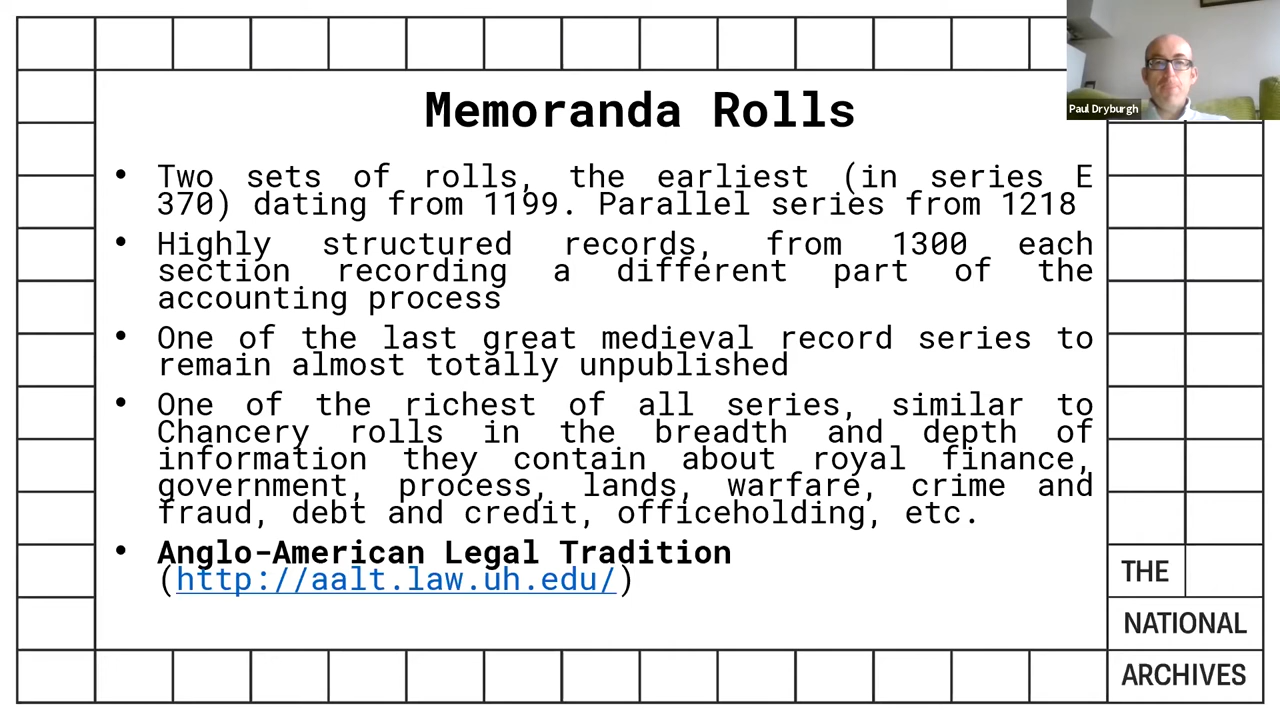 Paul Dryburgh
Memoranda Rolls
• Two sets of rolls, the earliest (in series E
370) dating from 1199. Parallel series from 1218
• Highly structured records, from 1300 each
section recording a different part of the
accounting process
• One of the last great medieval record series to
remain almost totally unpublished
• One of the richest of all series, similar to
Chancery rolls in the breadth and depth of
information they contain about royal finance,
government, process, lands, warfare, crime and
fraud, debt and credit, officeholding, etc.
• Anglo-American Legal Tradition
(http://aalt.law.uh.edu/)
THE
NATIONAL
ARCHIVES